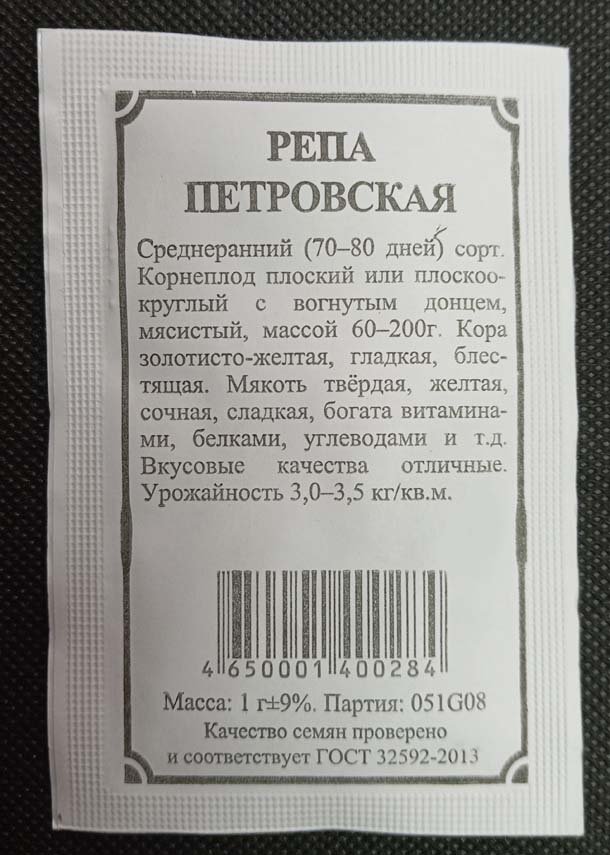 РЕПА
ПЕТРОВСКАЯ
Среднеранний (70–80 дней) сорт.
Корнеплод плоский или плоскоо-
круглый с вогнутым донцем,
мясистый, массой 60–200г. Кора
золотисто-желтая, гладкая, блес-
тящая. Мякоть твёрдая, желтая,
сочная, сладкая, богата витамина-
ми, белками, углеводами и т.д.
Вкусовые качества отличные.
Урожайность 3,0–3,5 кг/кв.м.
4 650001 400284
Масса: 1 г±9%. Партия: 051G08
Качество семян проверено
и соответствует ГОСТ 32592-2013